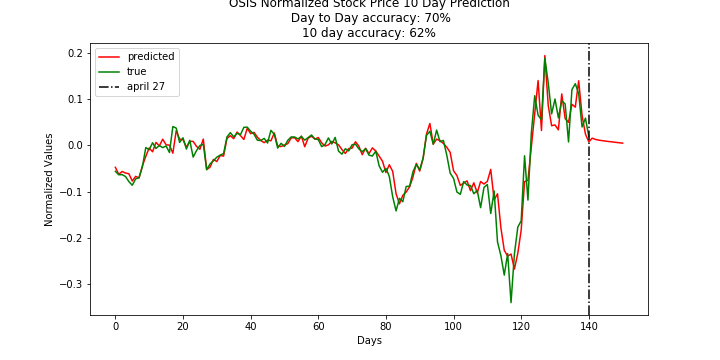 OSIS Normalized Stock Price 10 Day Prediction
Day to Day accuracy: 70%
10 day accuracy: 62%
predicted
true
april 27
0.2
0.1
0.0
−0.1
−0.2
−0.3
Normalized Values
0 20 40 60 80 100 120 140
Days